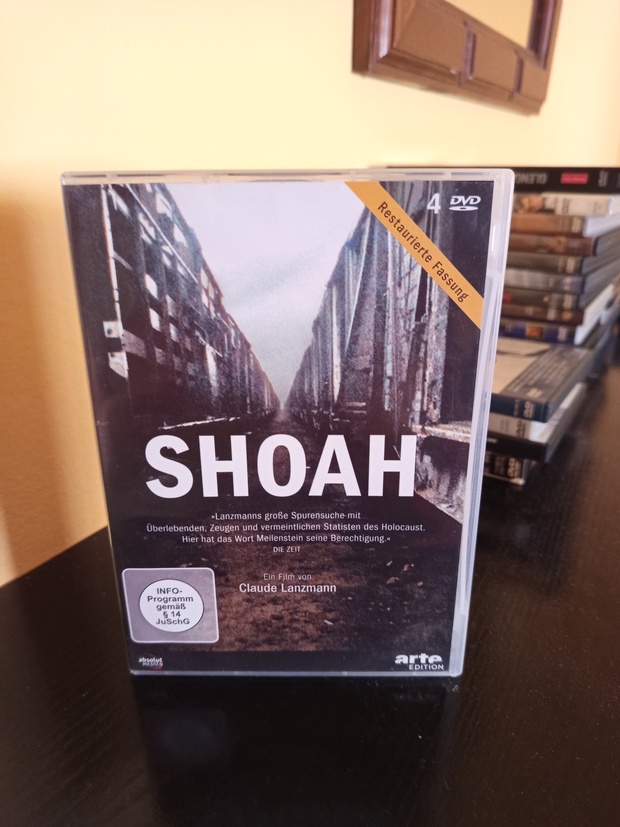 4 DVD
Restaurierte Fassung
SHOAH
»Lanzmanns große Spurensuche mit
Überlebenden, Zeugen und vermeintlichen Statisten des Holocaust.
Hier hat das Wort Meilenstein seine Berechtigung.«
DIE ZEIT
Ein Film von
Claude Lanzmann
INFO-
Programm
gemäß
§ 14
JuSchG
absolut
MEDIEN
arte
EDITION